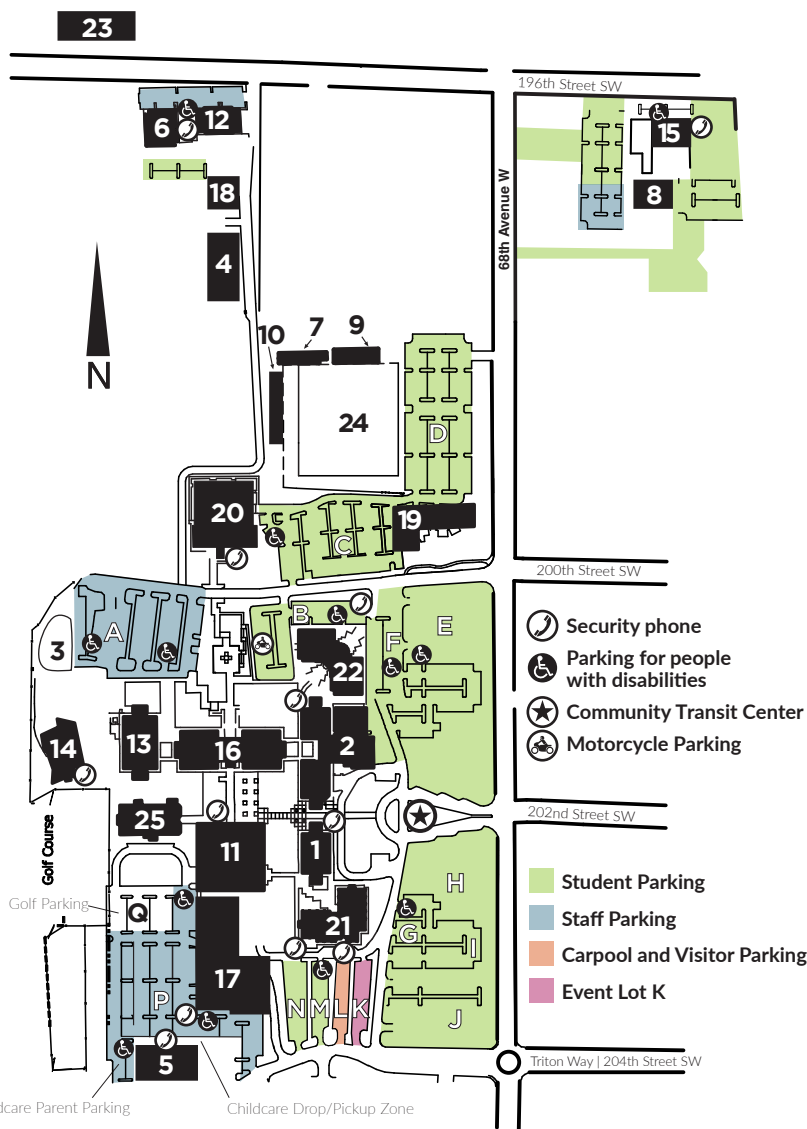 23
196th Street SW
6
12
15
8
18
68th Avenue W
4
N
10
7
9
24
D
20
19
C
200th Street SW
A
B
F
E
3
22
Security phone
Parking for people
with disabilities
Community Transit Center
Motorcycle Parking
14
13
16
2
202nd Street SW
25
11
1
Golf Course
H
Student Parking
Golf Parking
Q
G
Staff Parking
21
I
Carpool and Visitor Parking
17
P
N
M
L
K
J
Event Lot K
5
Triton Way | 204th Street SW
dcare Parent Parking
Childcare Drop/Pickup Zone